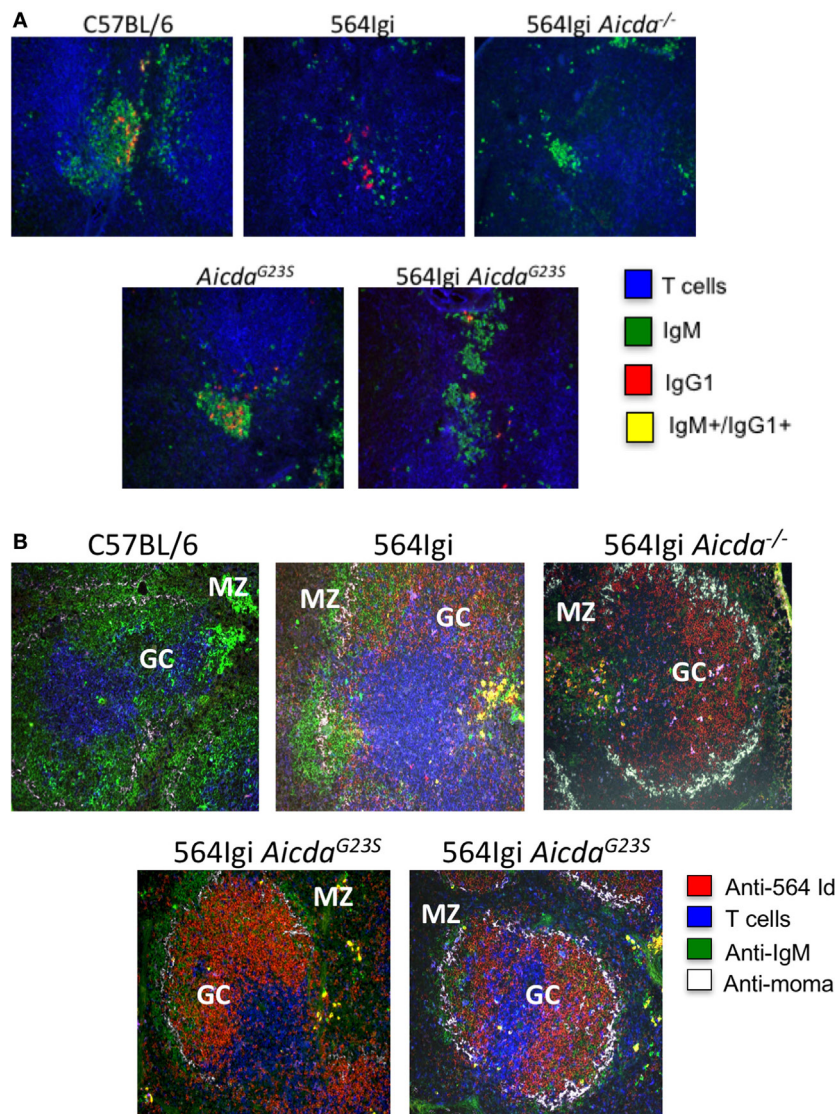 A
C57BL/6
564Igi
564Igi Aicda-/-
AicdaG23S
564Igi AicdaG23S
T cells
IgM
IgG1
IgM+/IgG1+
B
C57BL/6
564Igi
564Igi Aicda-/-
MZ
GC
MZ
GC
MZ
GC
564Igi AicdaG23S
564Igi AicdaG23S
MZ
GC
MZ
GC
Anti-564 Id
T cells
Anti-IgM
Anti-moma